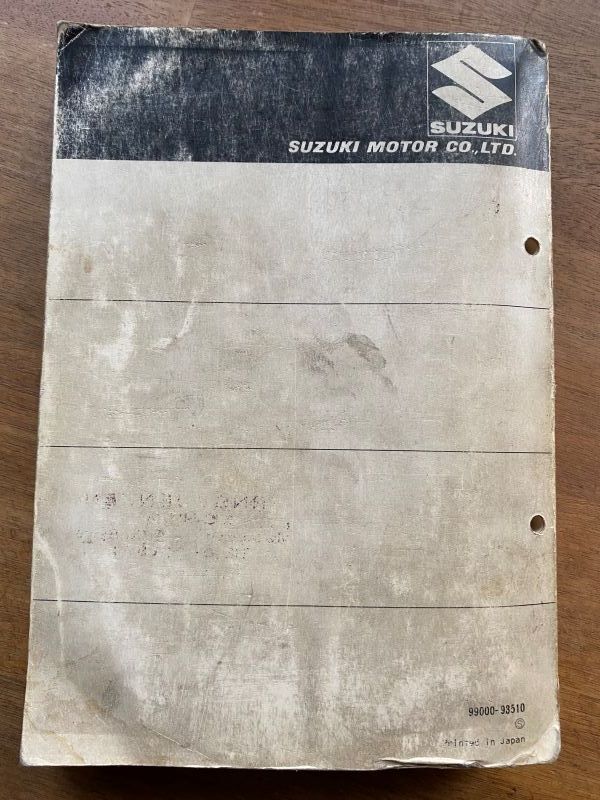 SUZUKI
SUZUKI MOTOR CO.,LTD.
99000-93510
Ⓢ
Printed in Japan